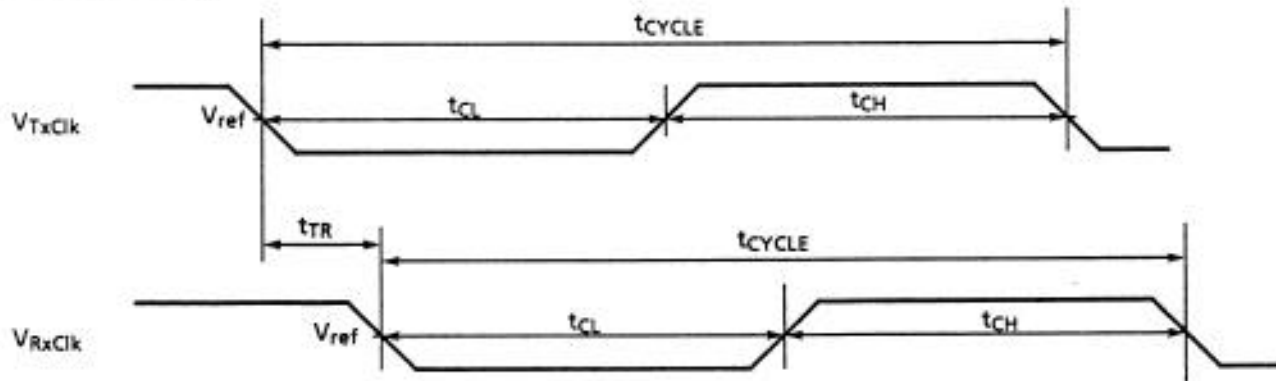 tCYCLE
VTxClk
Vref
tCL
tCH
tTR
tCYCLE
VRxClk
Vref
tCL
tCH